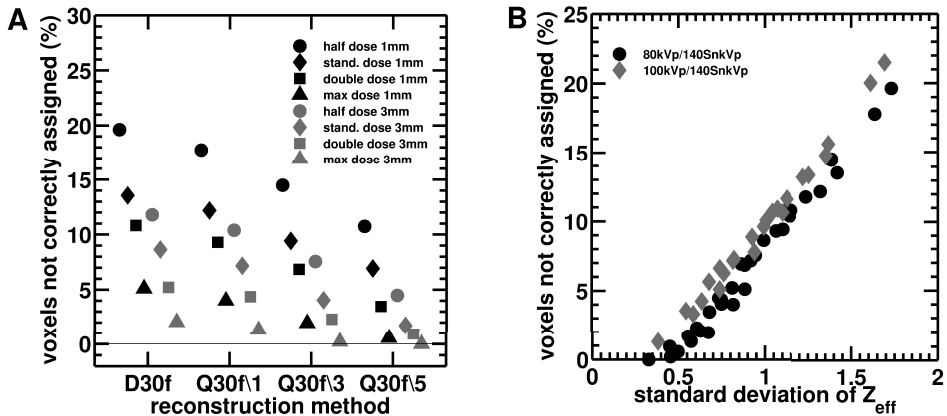 A
voxels not correctly assigned (%)
30
25
20
15
10
5
0
half dose 1mm
stand. dose 1mm
double dose 1mm
max dose 1mm
half dose 3mm
stand. dose 3mm
double dose 3mm
max dose 3mm
D30f Q30f\1 Q30f\3 Q30f\5
reconstruction method
B
voxels not correctly assigned (%)
25
20
15
10
5
0
80kVp/140SnkVp
100kVp/140SnkVp
0 0.5 1 1.5 2
standard deviation of Zeff